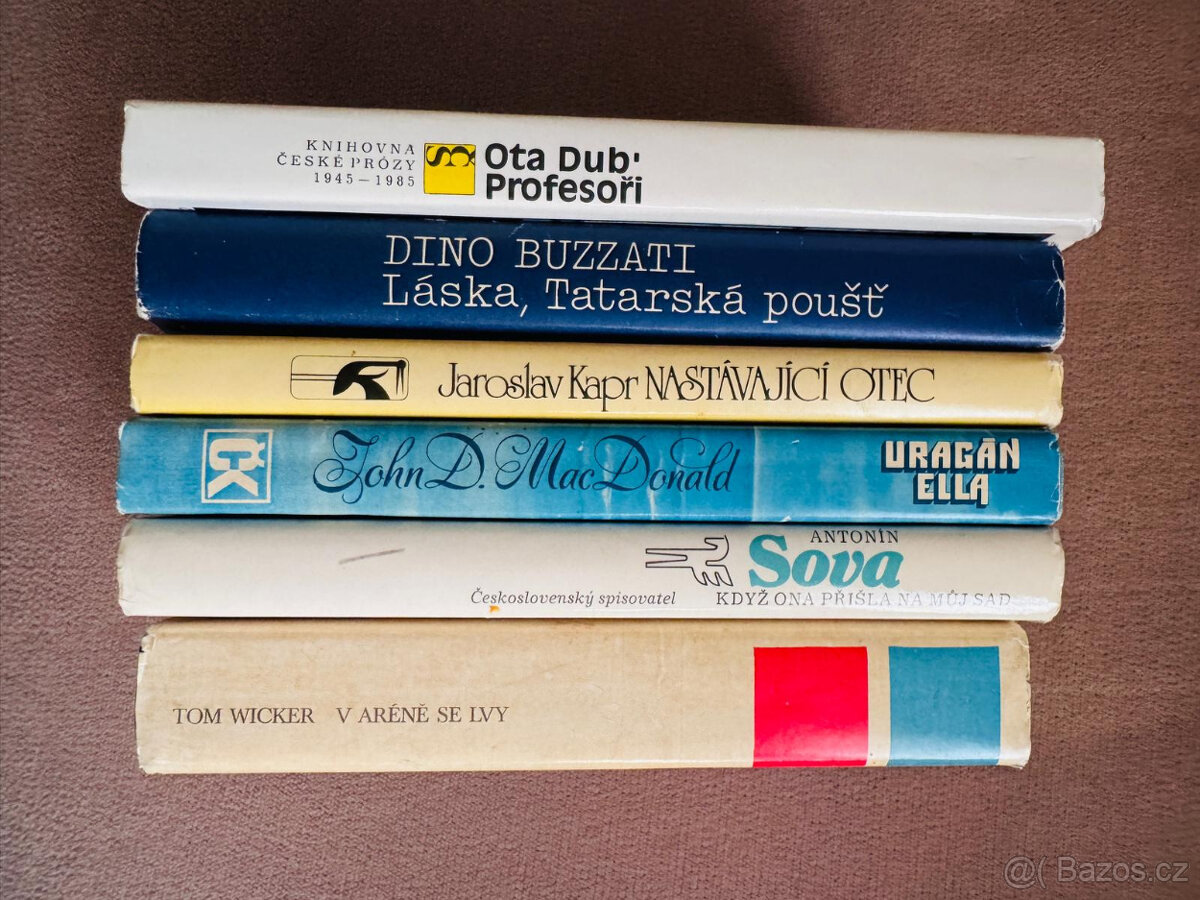 KNIHOVNA
ČESKÉ PRÓZY
1945 – 1985
Ota Dub'
Profesoři
DINO BUZZATI
Láska, Tatarská poušť
Jaroslav Kapr NASTÁVAJÍCÍ OTEC
ČK
John D. MacDonald
URAGÁN
ELLA
ANTONÍN
Sova
Československý spisovatel
KDYŽ ONA PŘIŠLA NA MŮJ SAD
TOM WICKER V ARÉNĚ SE LVY
@( Bazos.cz